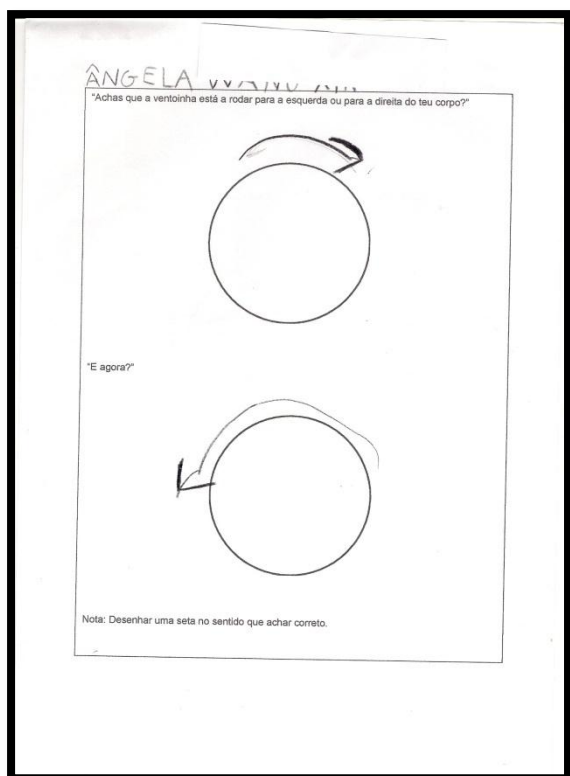 ÂNGELA
"Achas que a ventoinha está a rodar para a esquerda ou para a direita do teu corpo?"
"E agora?"
Nota: Desenhar uma seta no sentido que achar correto.